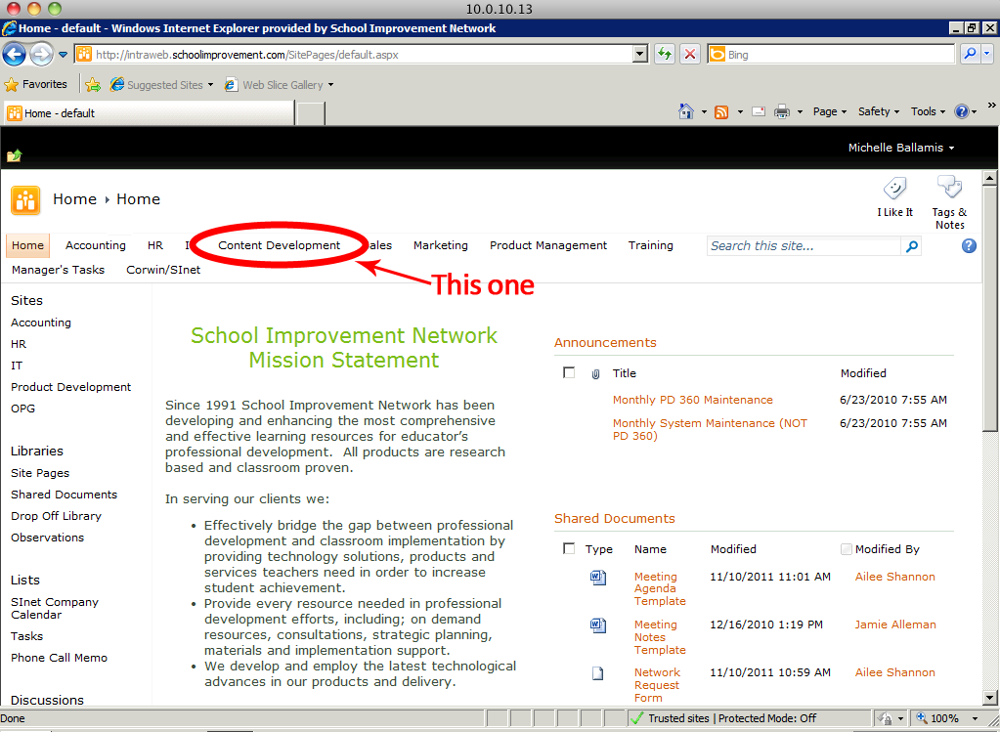 10.0.10.13
Home - default - Windows Internet Explorer provided by School Improvement Network
http://intraweb.schoolimprovement.com/SitePages/default.aspx
Bing
Favorites
Suggested Sites
Web Slice Gallery
Home - default
Page
Safety
Tools
Michelle Ballamis
Home
Home
I Like It
Tags &
Notes
Home
Accounting
HR
Content Development
Marketing
Product Management
Training
Search this site...
Manager's Tasks
Corwin/SInet
This one
Sites
Accounting
HR
IT
Product Development
OPG
Libraries
Site Pages
Shared Documents
Drop Off Library
Observations
Lists
SInet Company
Calendar
Tasks
Phone Call Memo
Discussions
School Improvement Network
Mission Statement
Since 1991 School Improvement Network has been
developing and enhancing the most comprehensive
and effective learning resources for educator's
professional development.  All products are research
based and classroom proven.
In serving our clients we:
• Effectively bridge the gap between professional
development and classroom implementation by
providing technology solutions, products and
services teachers need in order to increase
student achievement.
• Provide every resource needed in professional
development efforts, including; on demand
resources, consultations, strategic planning,
materials and implementation support.
• We develop and employ the latest technological
advances in our products and delivery.
Announcements
Title
Modified
Monthly PD 360 Maintenance
6/23/2010 7:55 AM
Monthly System Maintenance (NOT
PD 360)
6/23/2010 7:55 AM
Shared Documents
Type
Name
Modified
Modified By
Meeting
Agenda
Template
11/10/2011 11:01 AM
Ailee Shannon
Meeting
Notes
Template
12/16/2010 1:19 PM
Jamie Alleman
Network
Request
Form
11/10/2011 10:59 AM
Ailee Shannon
Done
Trusted sites | Protected Mode: Off
100%